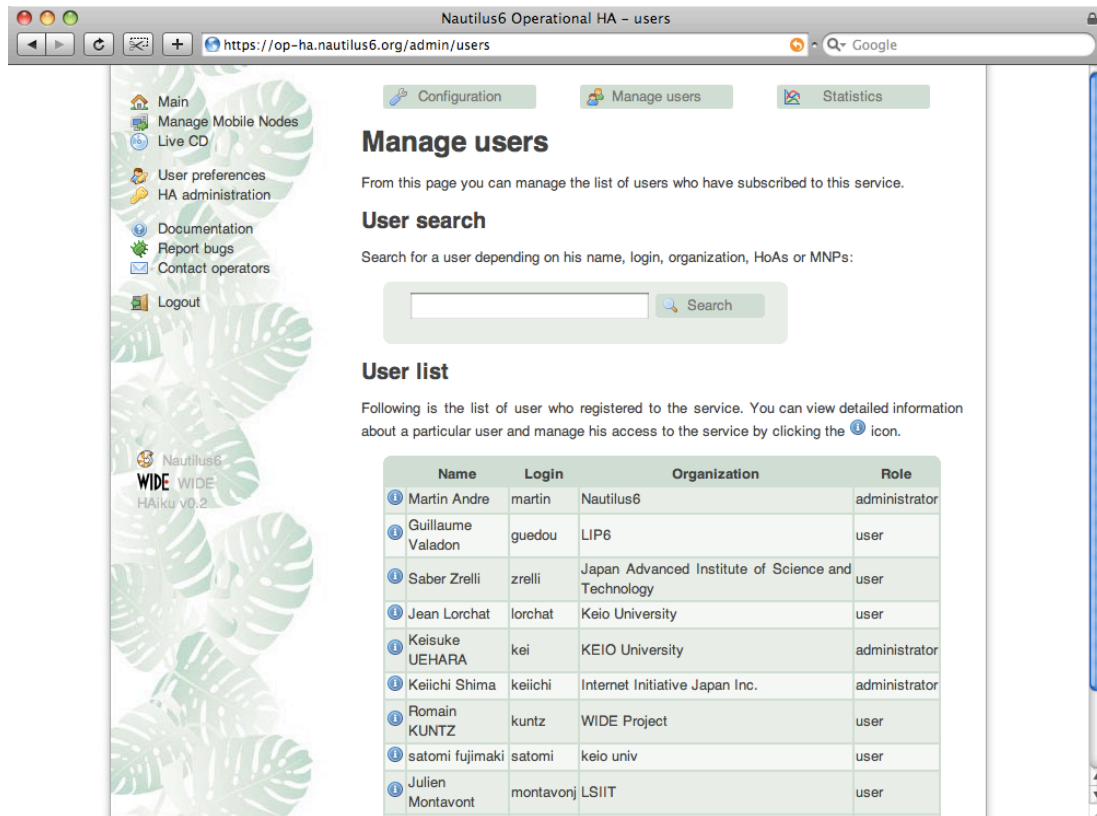 Nautilus6 Operational HA – users
https://op-ha.nautilus6.org/admin/users
Google
Main
Manage Mobile Nodes
Live CD
User preferences
HA administration
Documentation
Report bugs
Contact operators
Logout
Nautilus6
WIDE WIDE
HAiku v0.2
Configuration
Manage users
Statistics
Manage users
From this page you can manage the list of users who have subscribed to this service.
User search
Search for a user depending on his name, login, organization, HoAs or MNPs:
Search
User list
Following is the list of user who registered to the service. You can view detailed information
about a particular user and manage his access to the service by clicking the icon.
Name Login Organization Role
Martin Andre martin Nautilus6 administrator
Guillaume
Valadon guedou LIP6 user
Saber Zrelli zrelli Japan Advanced Institute of Science and
Technology user
Jean Lorchat lorchat Keio University user
Keisuke
UEHARA kei KEIO University administrator
Keiichi Shima keiichi Internet Initiative Japan Inc. administrator
Romain
KUNTZ kuntz WIDE Project user
satomi fujimaki satomi keio univ user
Julien
Montavont montavonj LSIIT user